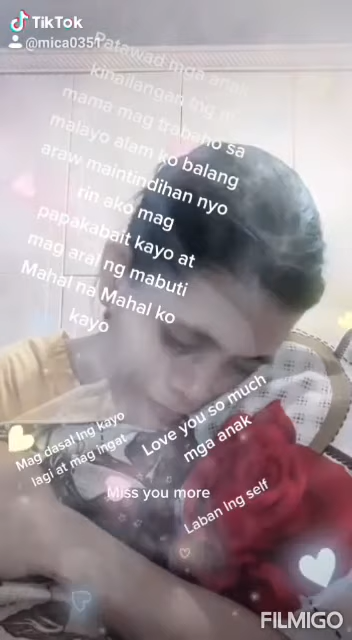 TikTok
@mica0351
Patawad mga anak
kinailangan lng ni
mama mag trabaho sa
malayo alam ko balang
araw maintindihan nyo
rin ako mag
papakabait kayo at
mag aral ng mabuti
Mahal na Mahal ko
kayo
Mag dasal lng kayo
lagi at mag ingat
Love you so much
mga anak
Miss you more
Laban lng self
FILMIGO